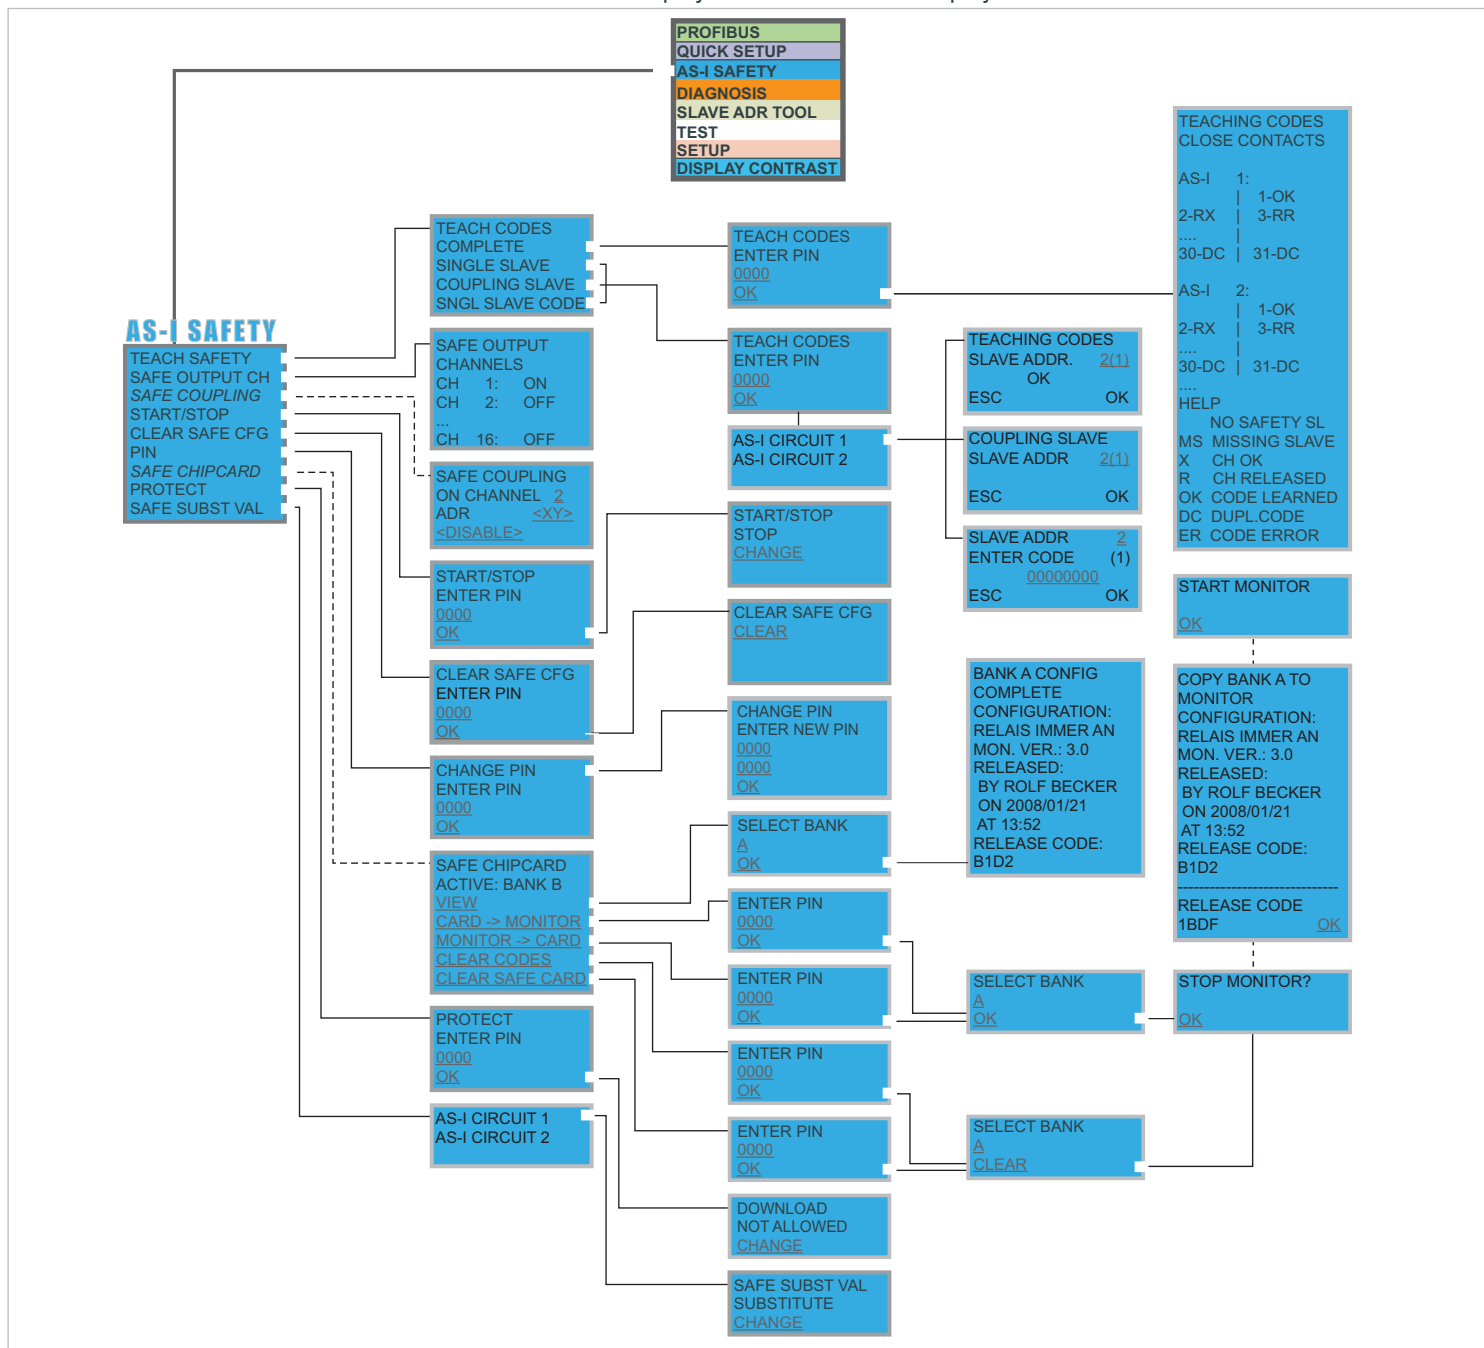 PROFIBUS
QUICK SETUP
AS-I SAFETY
DIAGNOSIS
SLAVE ADR TOOL
TEST
SETUP
DISPLAY CONTRAST
AS-I SAFETY
TEACH SAFETY
SAFE OUTPUT CH
SAFE COUPLING
START/STOP
CLEAR SAFE CFG
PIN
SAFE CHIPCARD
PROTECT
SAFE SUBST VAL
TEACH CODES
COMPLETE
SINGLE SLAVE
COUPLING SLAVE
SNGL SLAVE CODE
SAFE OUTPUT
CHANNELS
CH 1: ON
CH 2: OFF
...
CH 16: OFF
SAFE COUPLING
ON CHANNEL 2
ADR <XY>
<DISABLE>
START/STOP
ENTER PIN
0000
OK
CLEAR SAFE CFG
ENTER PIN
0000
OK
CHANGE PIN
ENTER PIN
0000
OK
SAFE CHIPCARD
ACTIVE: BANK B
VIEW
CARD -> MONITOR
MONITOR -> CARD
CLEAR CODES
CLEAR SAFE CARD
PROTECT
ENTER PIN
0000
OK
AS-I CIRCUIT 1
AS-I CIRCUIT 2
TEACH CODES
ENTER PIN
0000
OK
TEACH CODES
ENTER PIN
0000
OK
AS-I CIRCUIT 1
AS-I CIRCUIT 2
START/STOP
STOP
CHANGE
CLEAR SAFE CFG
CLEAR
CHANGE PIN
ENTER NEW PIN
0000
0000
OK
SELECT BANK
A
OK
ENTER PIN
0000
OK
ENTER PIN
0000
OK
ENTER PIN
0000
OK
ENTER PIN
0000
OK
DOWNLOAD
NOT ALLOWED
CHANGE
SAFE SUBST VAL
SUBSTITUTE
CHANGE
TEACHING CODES
SLAVE ADDR. 2(1)
OK
ESC OK
COUPLING SLAVE
SLAVE ADDR 2(1)
ESC OK
SLAVE ADDR 2
ENTER CODE (1)
00000000
ESC OK
BANK A CONFIG
COMPLETE
CONFIGURATION:
RELAIS IMMER AN
MON. VER.: 3.0
RELEASED:
BY ROLF BECKER
ON 2008/01/21
AT 13:52
RELEASE CODE:
B1D2
SELECT BANK
A
OK
SELECT BANK
A
CLEAR
TEACHING CODES
CLOSE CONTACTS
AS-I 1:
| 1-OK
2-RX | 3-RR
.... |
30-DC | 31-DC
AS-I 2:
| 1-OK
2-RX | 3-RR
.... |
30-DC | 31-DC
....
HELP
NO SAFETY SL
MS MISSING SLAVE
X CH OK
R CH RELEASED
OK CODE LEARNED
DC DUPL.CODE
ER CODE ERROR
START MONITOR
OK
COPY BANK A TO
MONITOR
CONFIGURATION:
RELAIS IMMER AN
MON. VER.: 3.0
RELEASED:
BY ROLF BECKER
ON 2008/01/21
AT 13:52
RELEASE CODE:
B1D2
------------------------------
RELEASE CODE
1BDF OK
STOP MONITOR?
OK